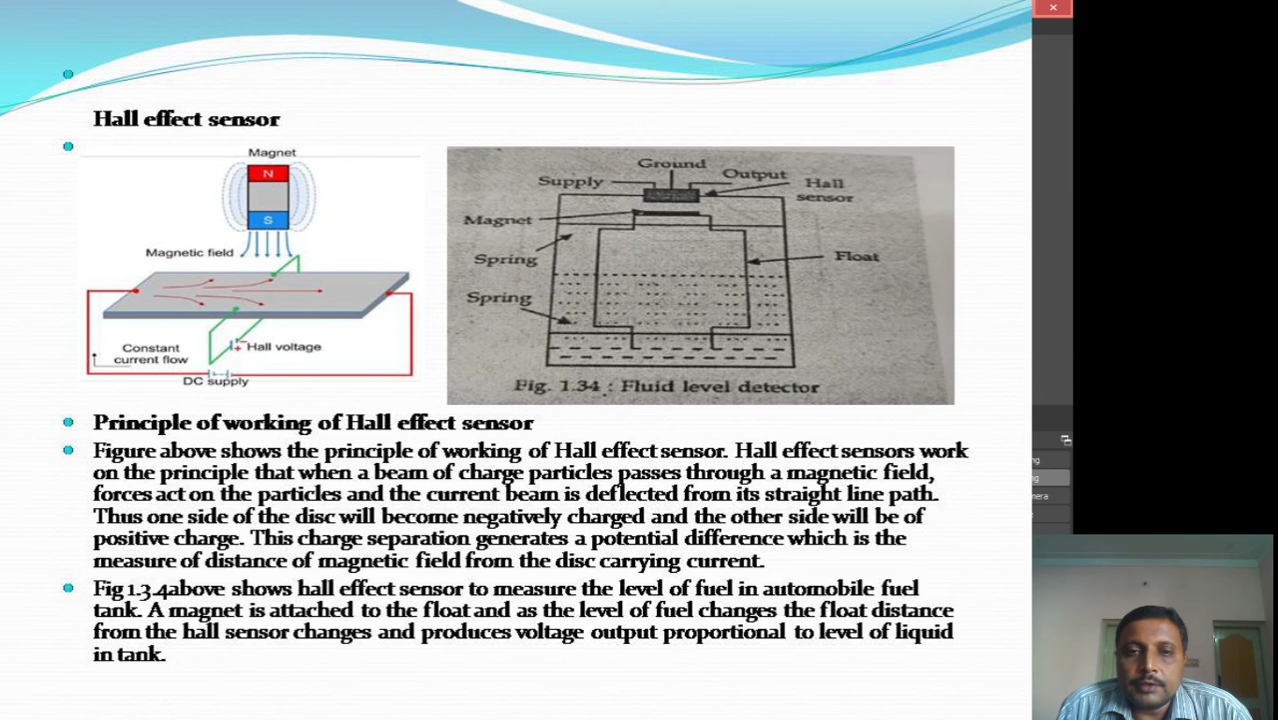 Hall effect sensor
Magnet
N
S
Magnetic field
Constant
current flow
Hall voltage
DC supply
Ground
Supply
Output
Hall
sensor
Magnet
Spring
Float
Spring
Fig. 1.34 : Fluid level detector
Principle of working of Hall effect sensor
Figure above shows the principle of working of Hall effect sensor. Hall effect sensors work
on the principle that when a beam of charge particles passes through a magnetic field,
forces act on the particles and the current beam is deflected from its straight line path.
Thus one side of the disc will become negatively charged and the other side will be of
positive charge. This charge separation generates a potential difference which is the
measure of distance of magnetic field from the disc carrying current.
Fig 1.3.4above shows hall effect sensor to measure the level of fuel in automobile fuel
tank. A magnet is attached to the float and as the level of fuel changes the float distance
from the hall sensor changes and produces voltage output proportional to level of liquid
in tank.